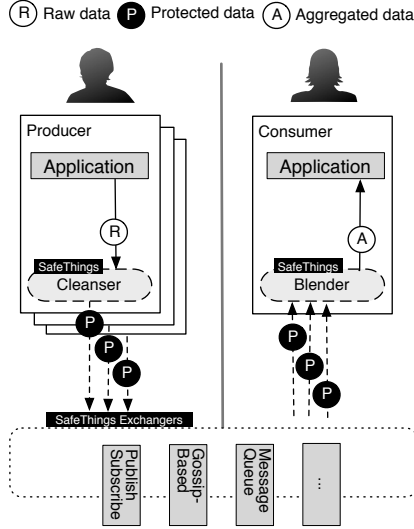 R Raw data P Protected data A Aggregated data
Producer
Application
R
SafeThings
Cleanser
P
P
P
Consumer
Application
A
SafeThings
Blender
P
P
P
SafeThings Exchangers
Publish
Subscribe
Gossip-
Based
Message
Queue
...